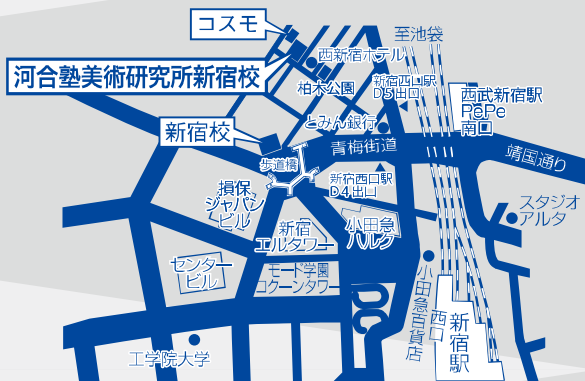 コスモ
至池袋
西新宿ホテル
河合塾美術研究所新宿校
柏木公園
新宿西口駅
D5出口
西武新宿駅
PePe
南口
とみん銀行
新宿校
青梅街道
靖国通り
歩道橋
新宿西口駅
D4出口
損保
ジャパン
ビル
スタジオ
アルタ
新宿
エルタワー
小田急
ハルク
センター
ビル
モード学園
コクーンタワー
小田急百貨店
西口
新宿駅
工学院大学